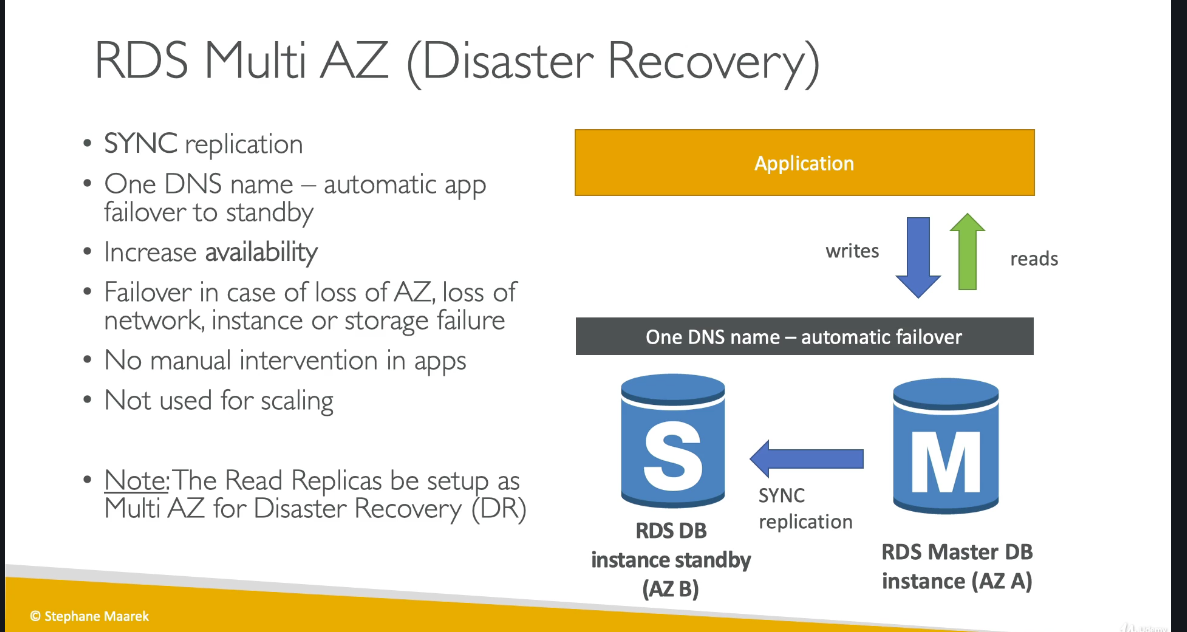 RDS Multi AZ (Disaster Recovery)
• SYNC replication
• One DNS name – automatic app
failover to standby
• Increase availability
• Failover in case of loss of AZ, loss of
network, instance or storage failure
• No manual intervention in apps
• Not used for scaling
• Note: The Read Replicas be setup as
Multi AZ for Disaster Recovery (DR)
Application
writes
reads
One DNS name – automatic failover
S
M
SYNC
replication
RDS DB
instance standby
(AZ B)
RDS Master DB
instance (AZ A)
© Stephane Maarek